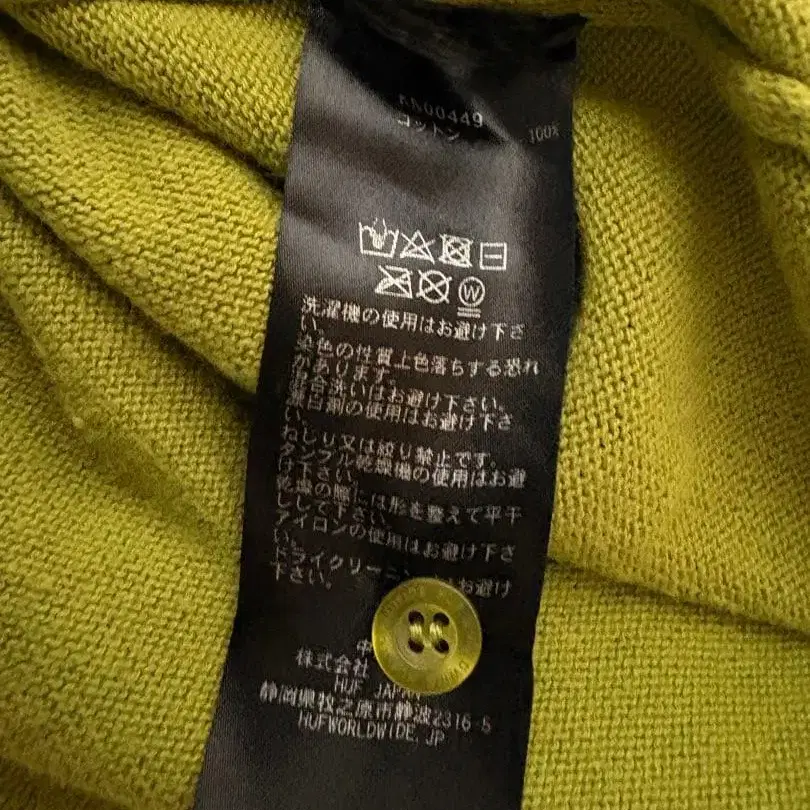 KN00449
コットン 100%
W
洗濯機の使用はお避け下さ
い。
染色の性質上色落ちする恐れ
があります。
混合洗いはお避け下さい。
漂白剤の使用はお避け下さ
い。
ねじり又は絞り禁止です。
タンブル乾燥機の使用はお避
け下さい。
乾燥の際には形を整えて平干
しして下さい。
アイロンの使用はお避け下さ
い。
ドライクリーニ お避け
下さい。
中
株式会社
HUF JAPAN
静岡県牧之原市静波2316-5
HUFWORLDWIDE.JP